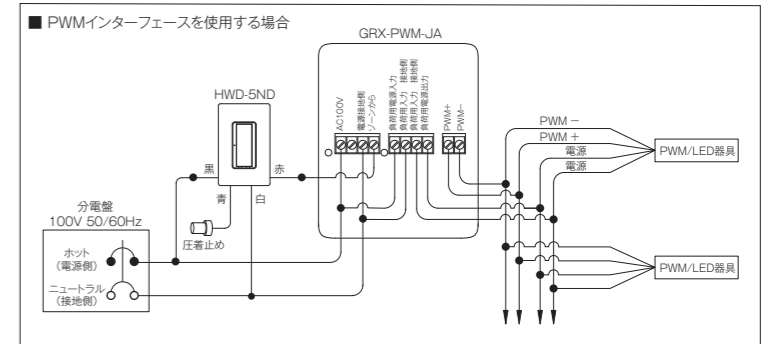 ■ PWMインターフェースを使用する場合
GRX-PWM-JA
HWD-5ND
AC100V
電源接地側
ゾーンから
負荷用電源入力
負荷用入力 接地側
負荷用入力 接地側
負荷用電源出力
PWM+
PWM−
黒
赤
青
白
圧着止め
分電盤
100V 50/60Hz
ホット
(電源側)
ニュートラル
(接地側)
PWM −
PWM +
電源
電源
PWM/LED器具
PWM/LED器具